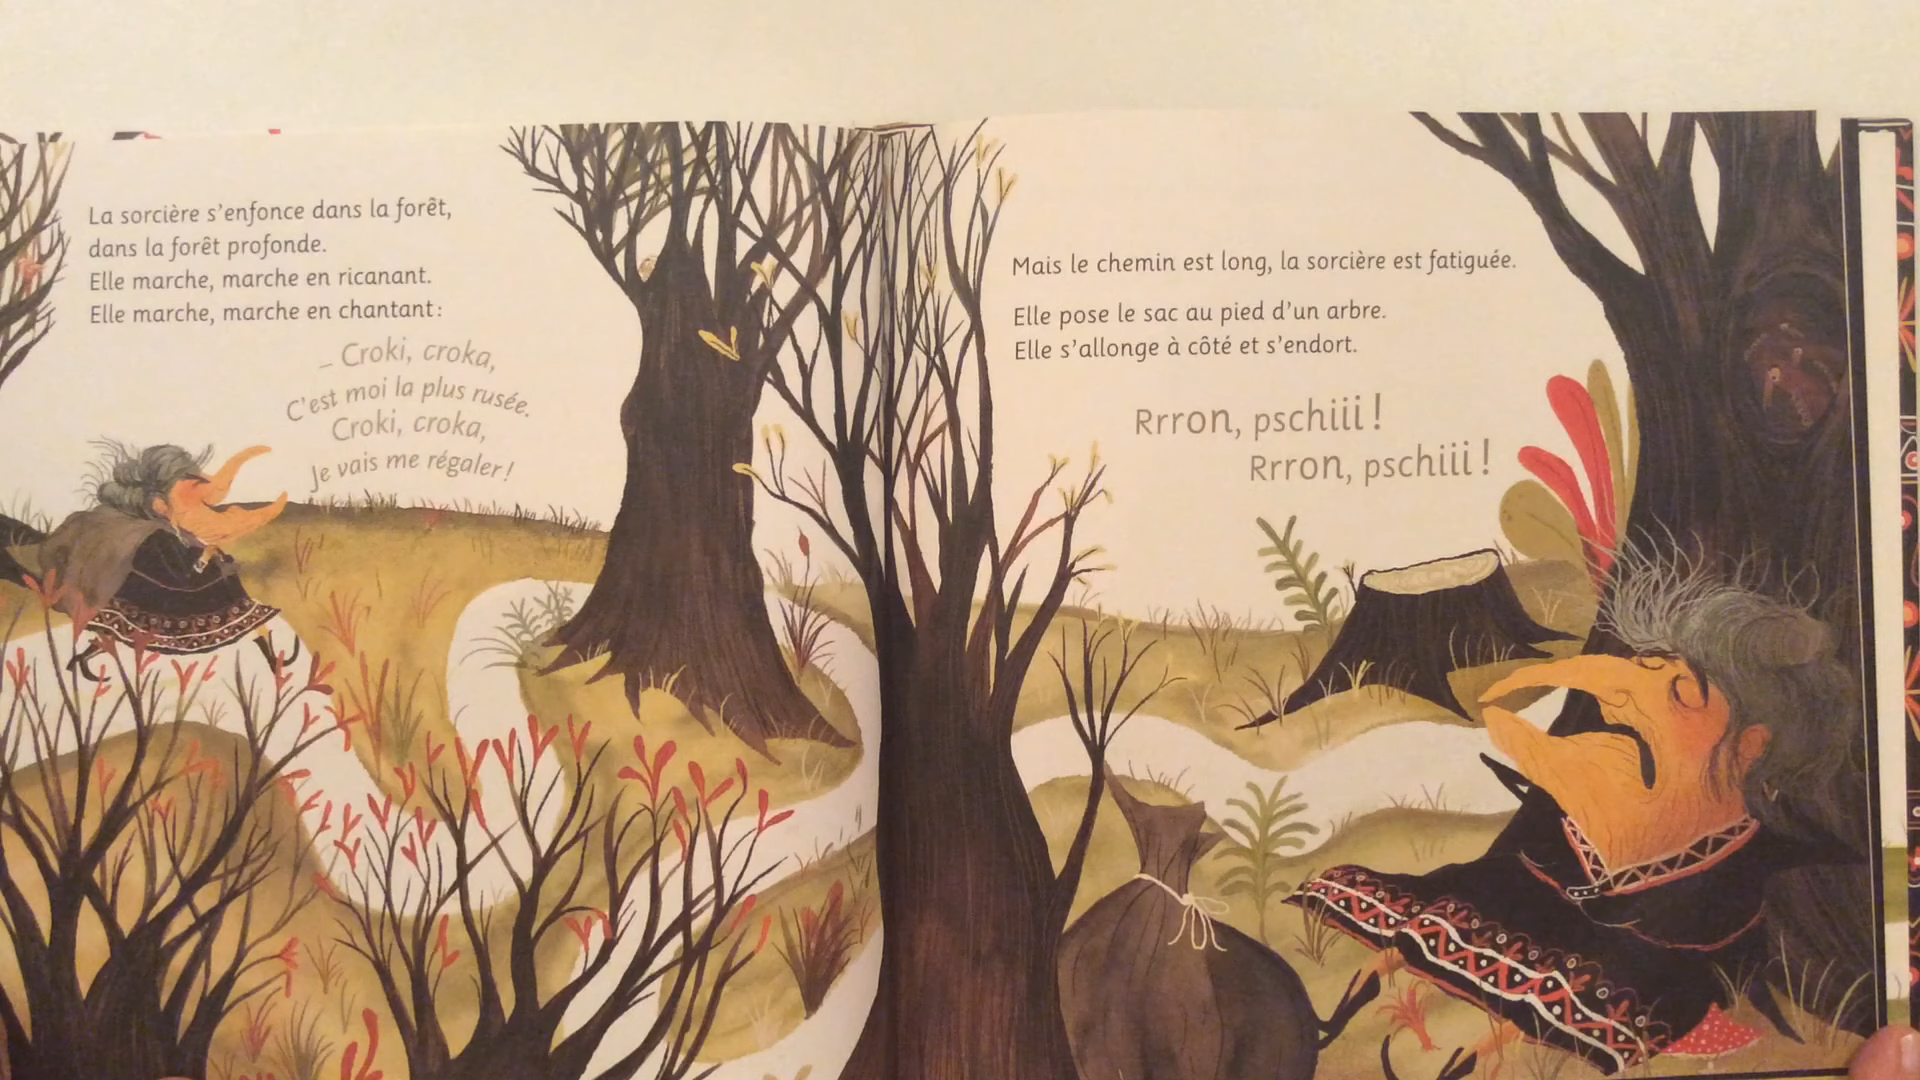 La sorcière s'enfonce dans la forêt,
dans la forêt profonde.
Elle marche, marche en ricanant.
Elle marche, marche en chantant :
– Croki, croka,
C'est moi la plus rusée.
Croki, croka,
Je vais me régaler !
Mais le chemin est long, la sorcière est fatiguée.
Elle pose le sac au pied d'un arbre.
Elle s'allonge à côté et s'endort.
Rrron, pschiii !
Rrron, pschiii !